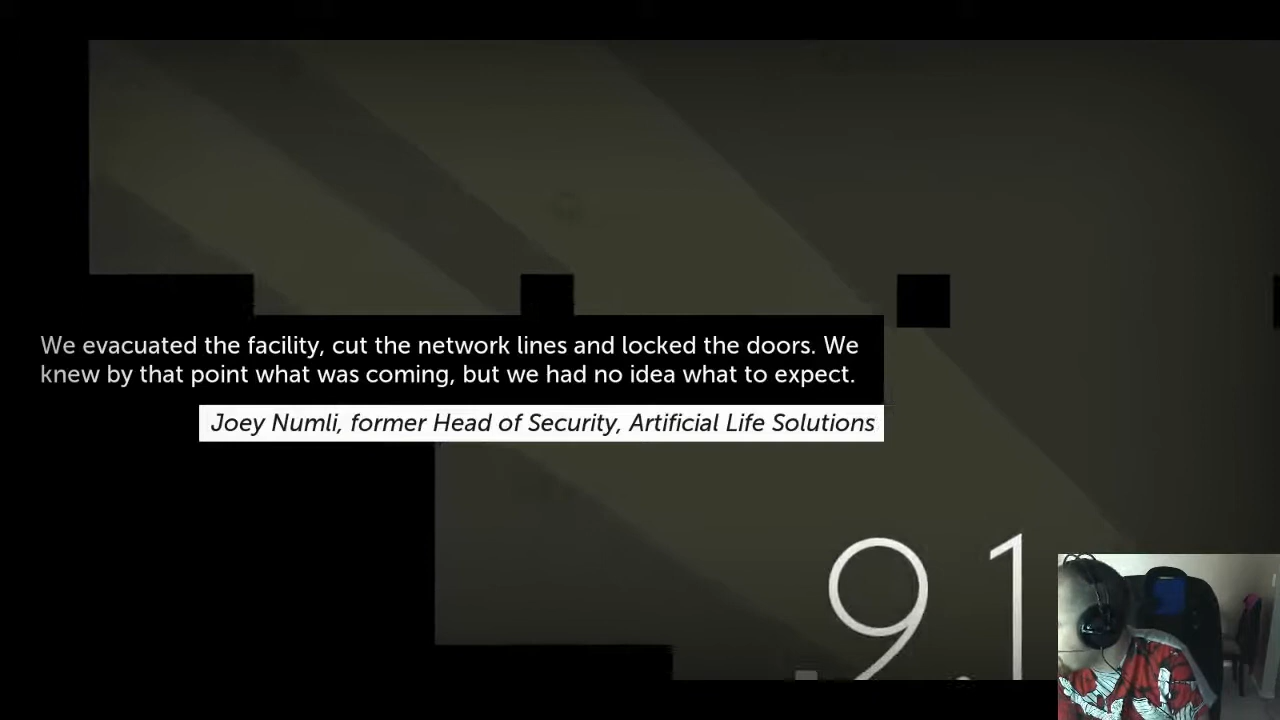 We evacuated the facility, cut the network lines and locked the doors. We
knew by that point what was coming, but we had no idea what to expect.
Joey Numli, former Head of Security, Artificial Life Solutions
9.1